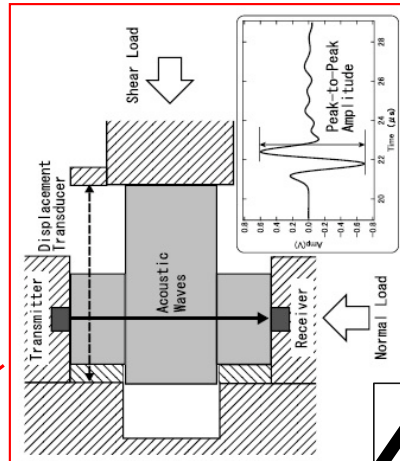 Transmitter
Displacement
Transducer
Shear Load
Acoustic
Waves
Receiver
Normal Load
Amp(V)
0.8
0.6
0.4
0.2
0.0
-0.2
-0.4
-0.6
-0.8
Peak-to-Peak
Amplitude
20 22 24 26 28
Time (μs)